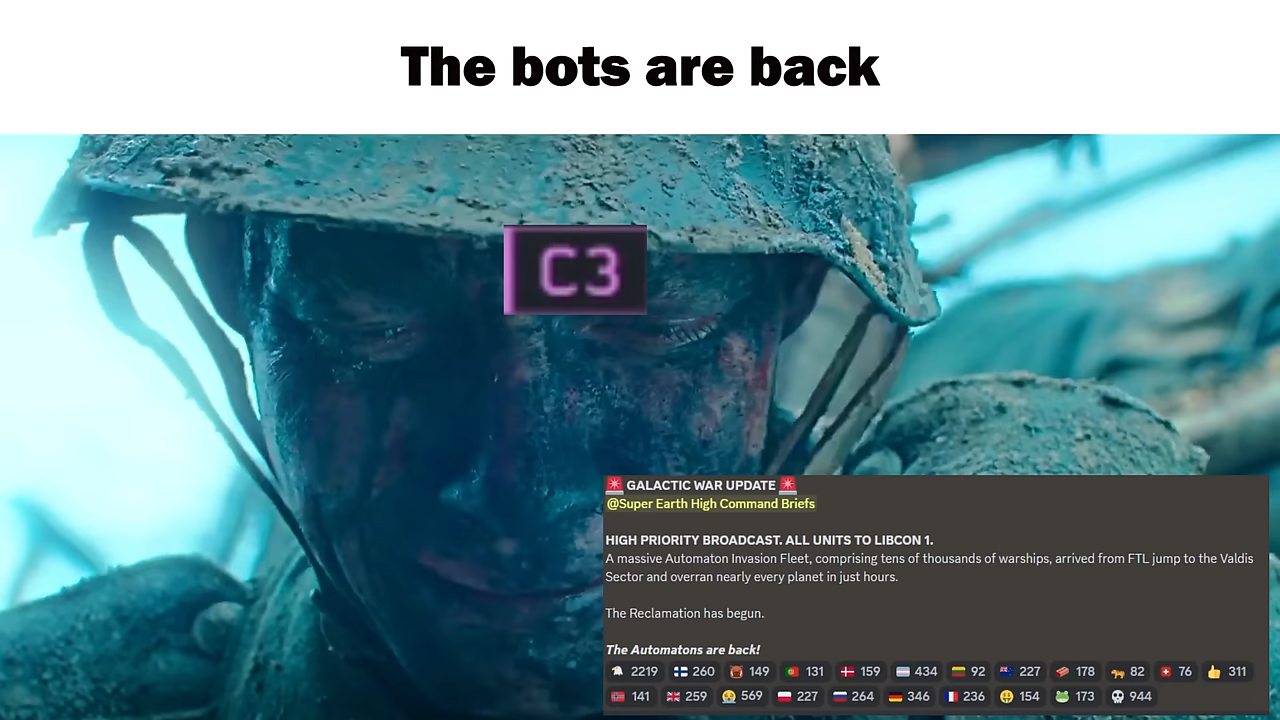 The bots are back
C3
GALACTIC WAR UPDATE
@Super Earth High Command Briefs
HIGH PRIORITY BROADCAST. ALL UNITS TO LIBCON 1.
A massive Automaton Invasion Fleet, comprising tens of thousands of warships, arrived from FTL jump to the Valdis
Sector and overran nearly every planet in just hours.
The Reclamation has begun.
The Automatons are back!
2219 260 149 131 159 434 92 227 178 82 76 311
141 259 569 227 264 346 236 154 173 944